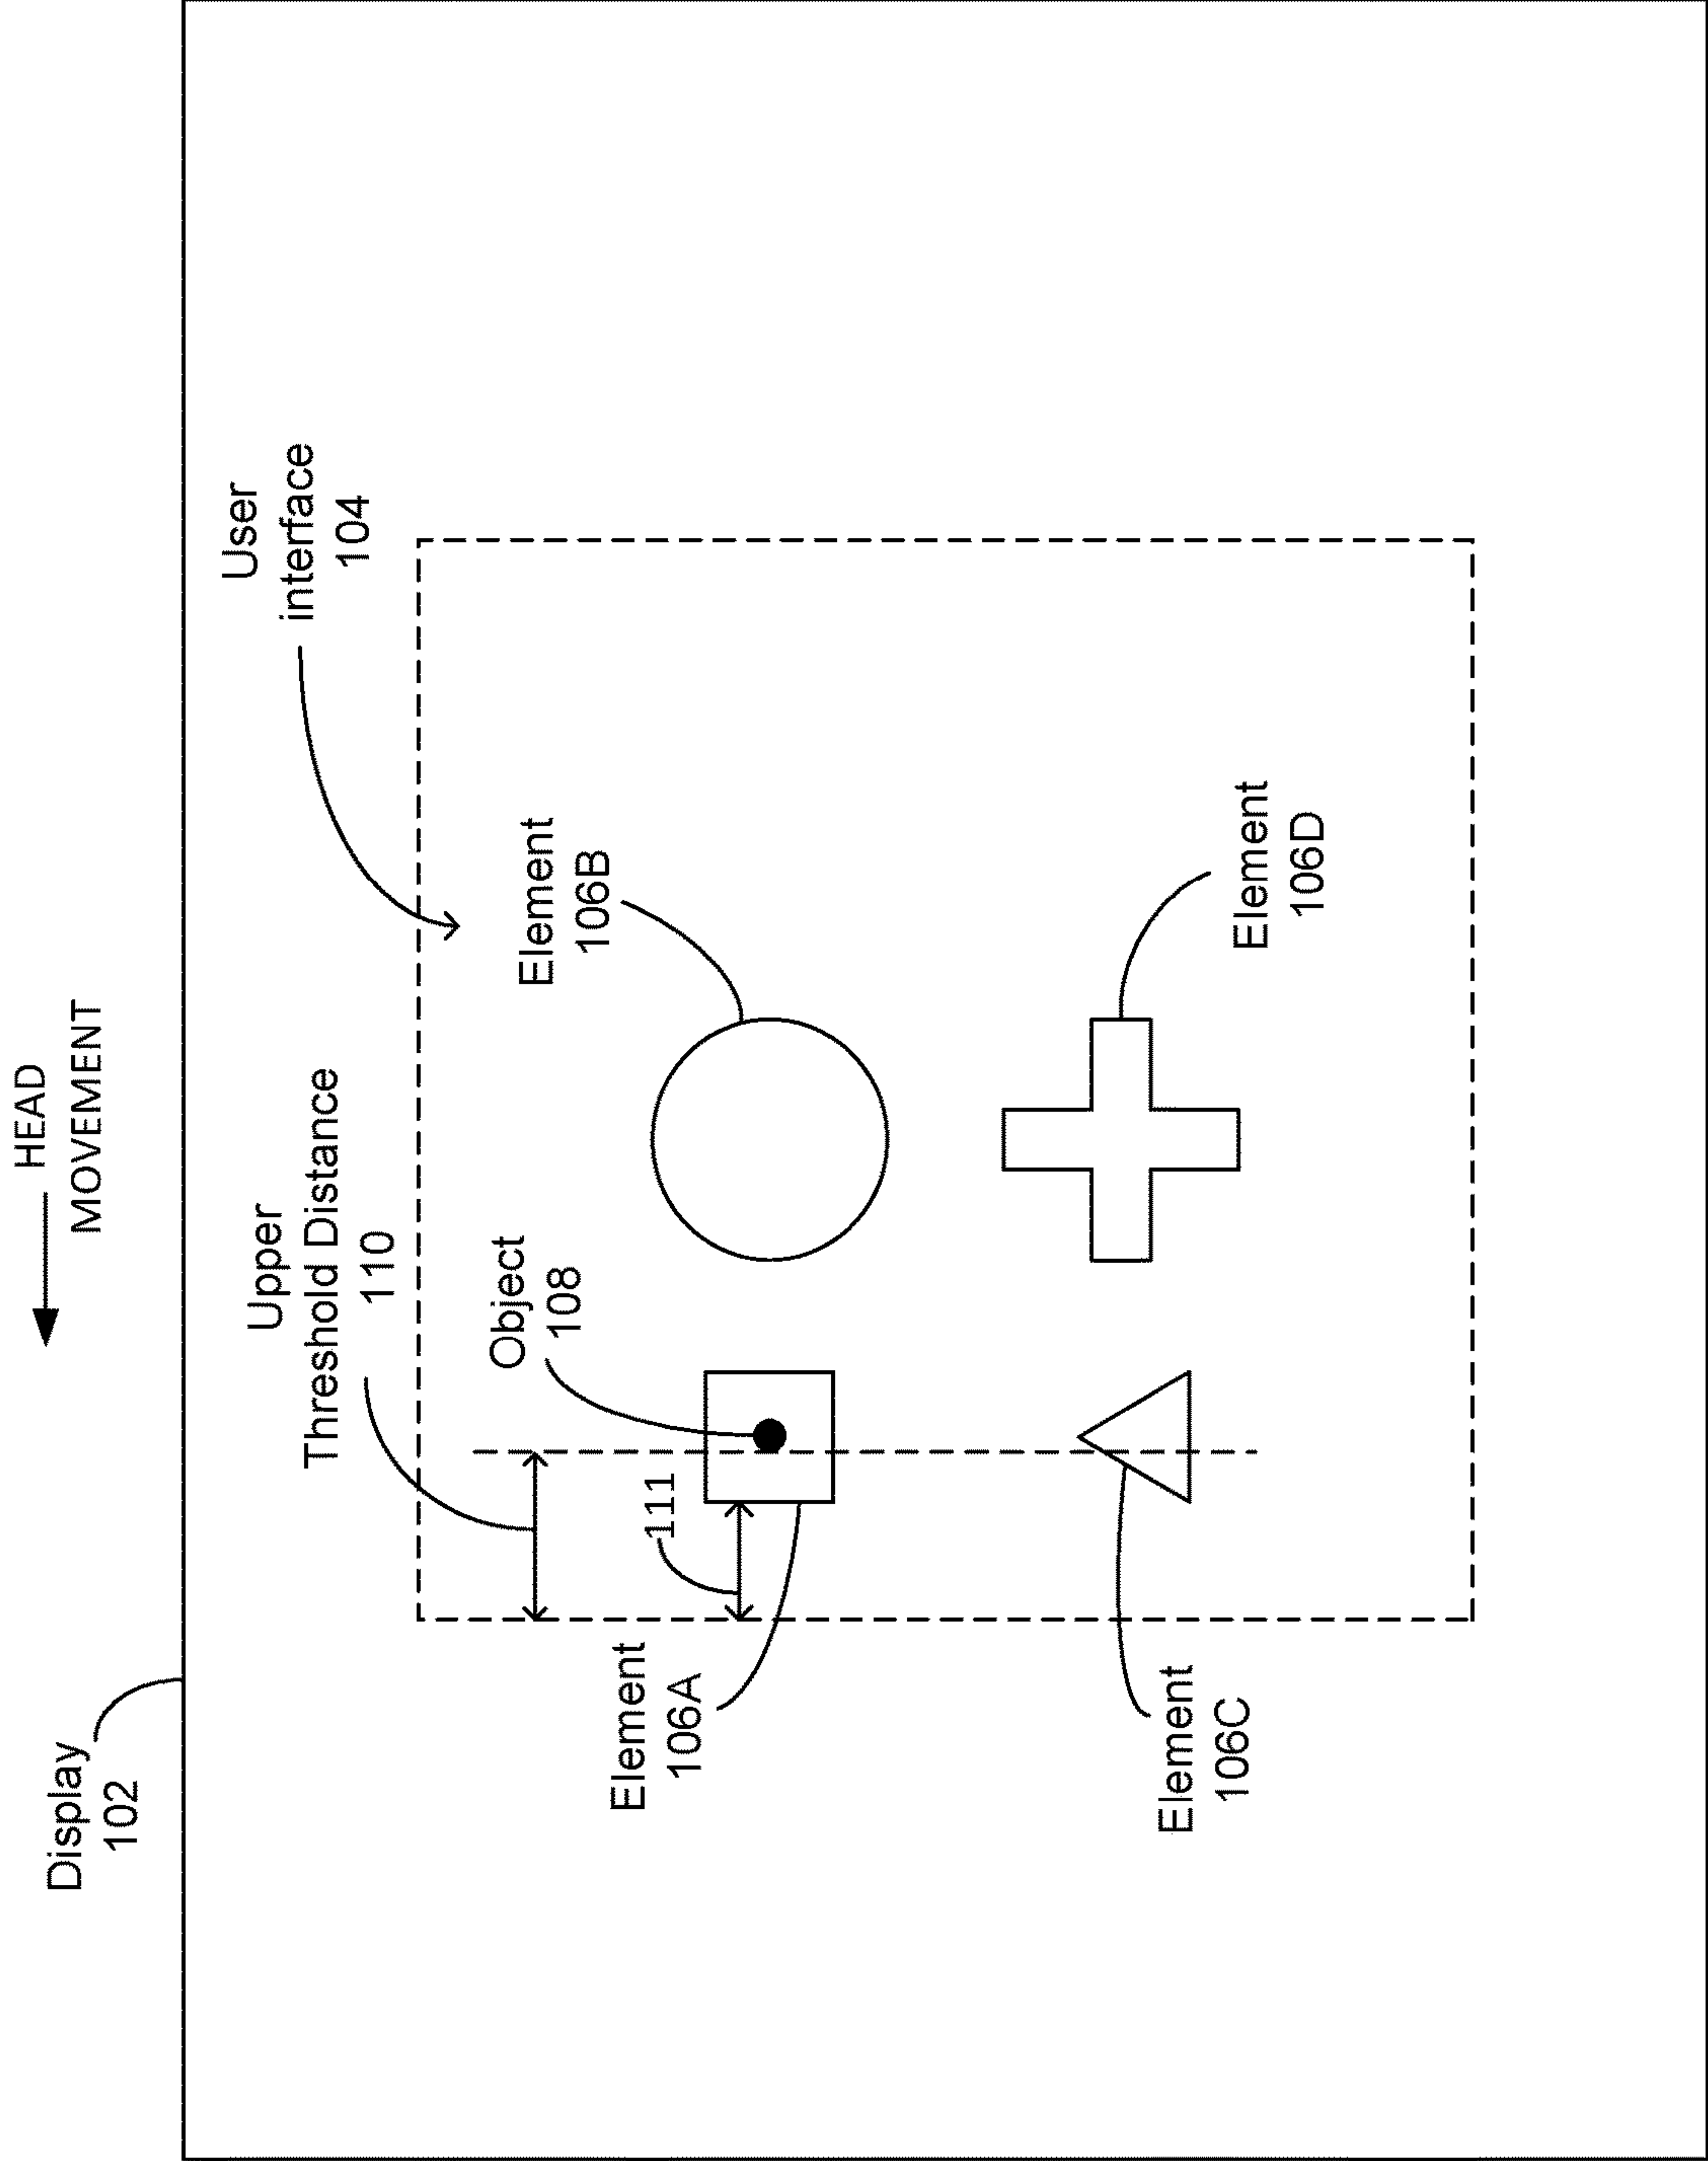 HEAD
MOVEMENT
Display
102
Upper
Threshold Distance
110
User
interface
104
Object
108
Element
106B
Element
106A
111
Element
106C
Element
106D